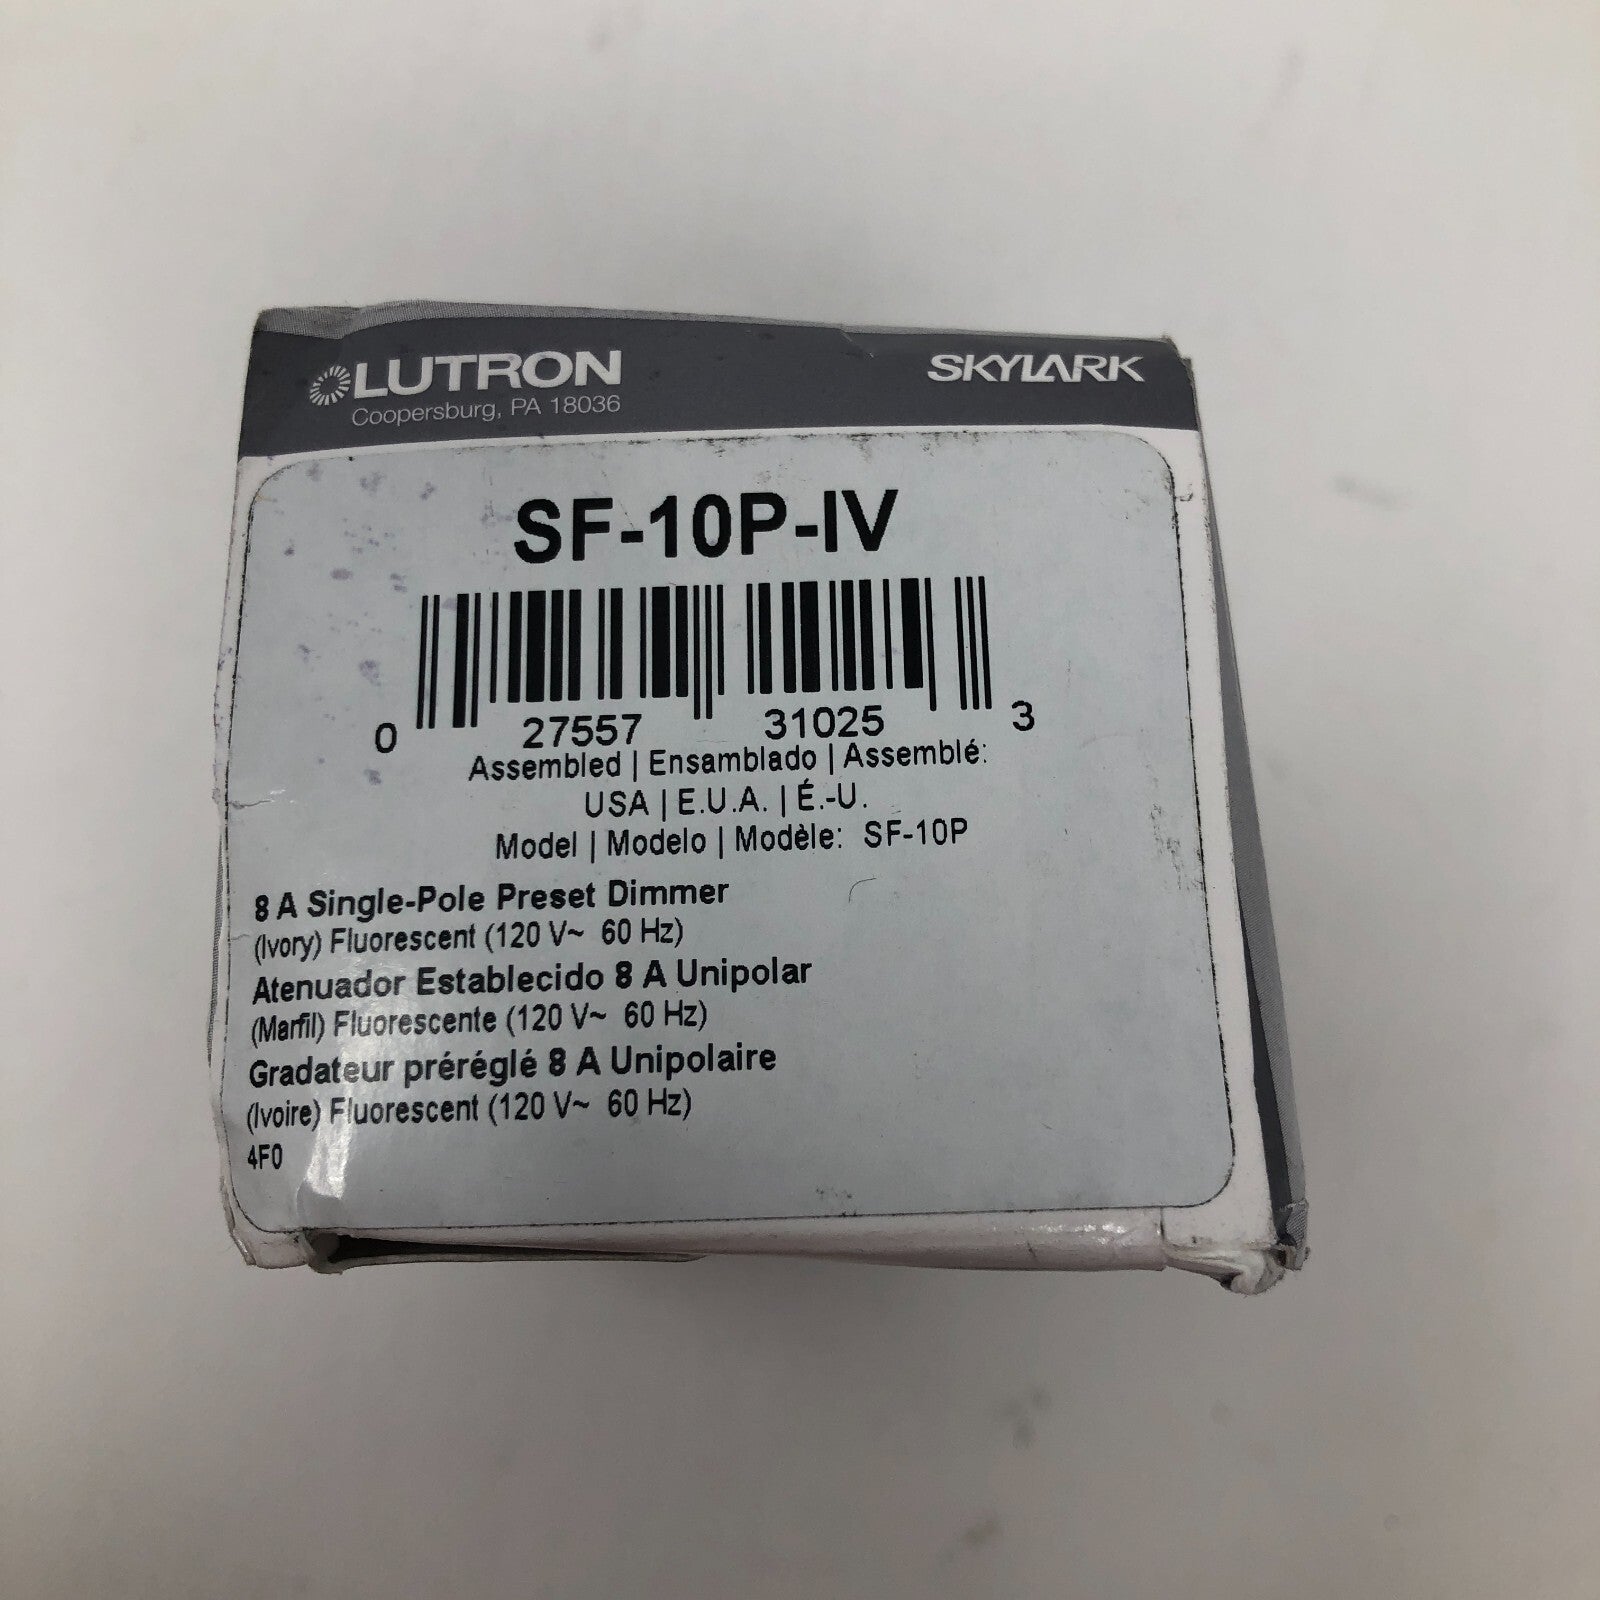 LUTRON SKYLARK
Coopersburg, PA 18036
SF-10P-IV
0 27557 31025 3
Assembled | Ensamblado | Assemblé:
USA | E.U.A. | É.-U.
Model | Modelo | Modèle: SF-10P
8 A Single-Pole Preset Dimmer
(Ivory) Fluorescent (120 V~ 60 Hz)
Atenuador Establecido 8 A Unipolar
(Marfil) Fluorescente (120 V~ 60 Hz)
Gradateur préréglé 8 A Unipolaire
(Ivoire) Fluorescent (120 V~ 60 Hz)
4F0